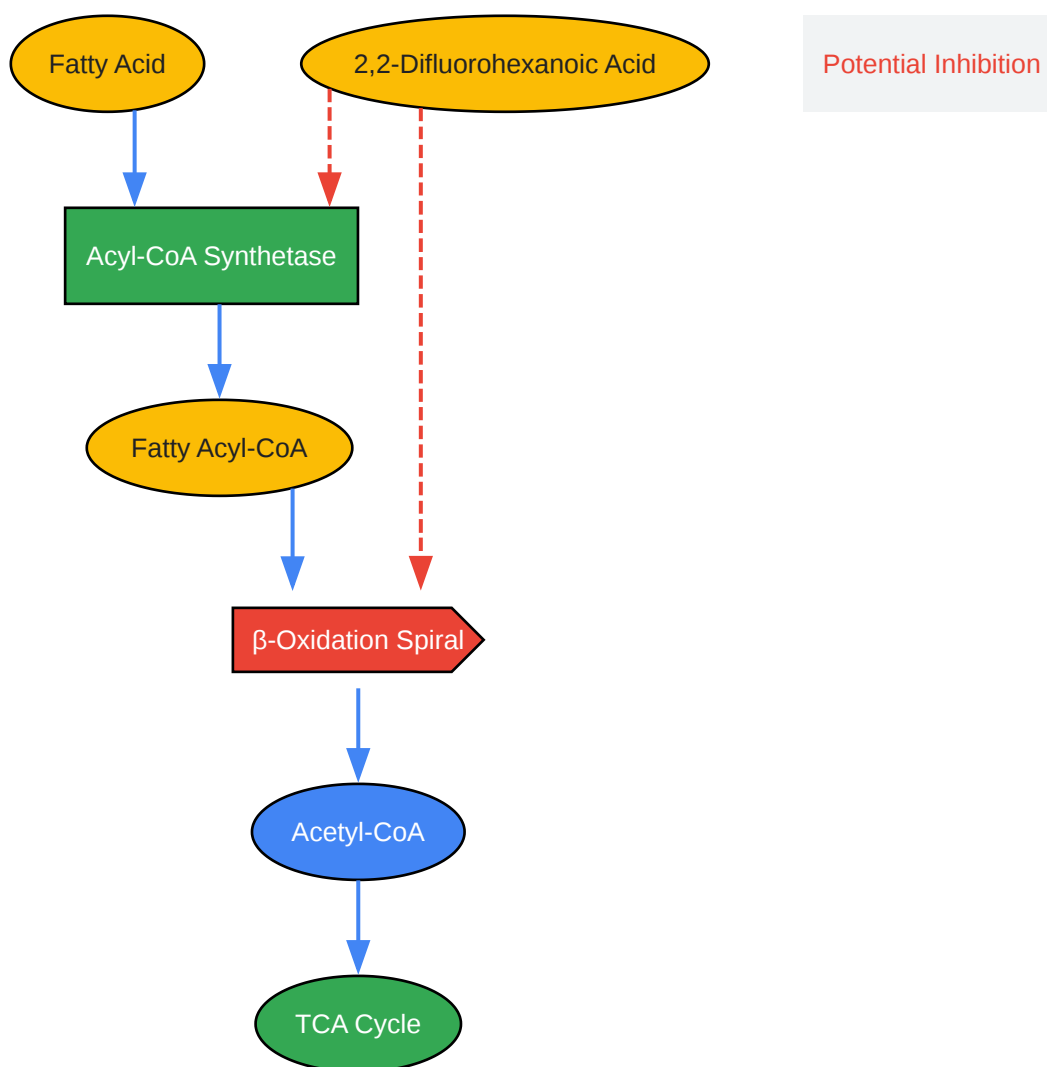 Fatty Acid
2,2-Difluorohexanoic Acid
Potential Inhibition
Acyl-CoA Synthetase
Fatty Acyl-CoA
β-Oxidation Spiral
Acetyl-CoA
TCA Cycle